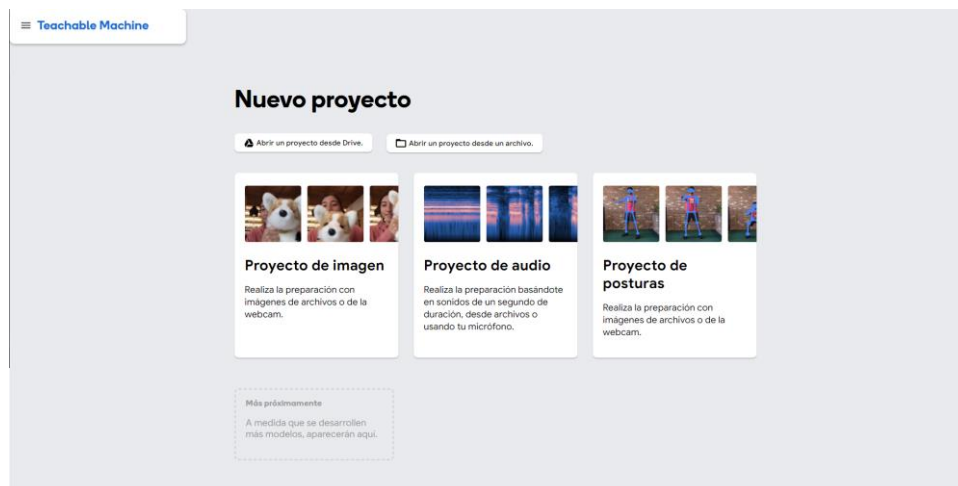 Teachable Machine
Nuevo proyecto
Abrir un proyecto desde Drive.
Abrir un proyecto desde un archivo.
Proyecto de imagen
Realiza la preparación con
imágenes de archivos o de la
webcam.
Proyecto de audio
Realiza la preparación basándote
en sonidos de un segundo de
duración, desde archivos o
usando tu micrófono.
Proyecto de
posturas
Realiza la preparación con
imágenes de archivos o de la
webcam.
Más próximamente
A medida que se desarrollen
más modelos, aparecerán aquí.